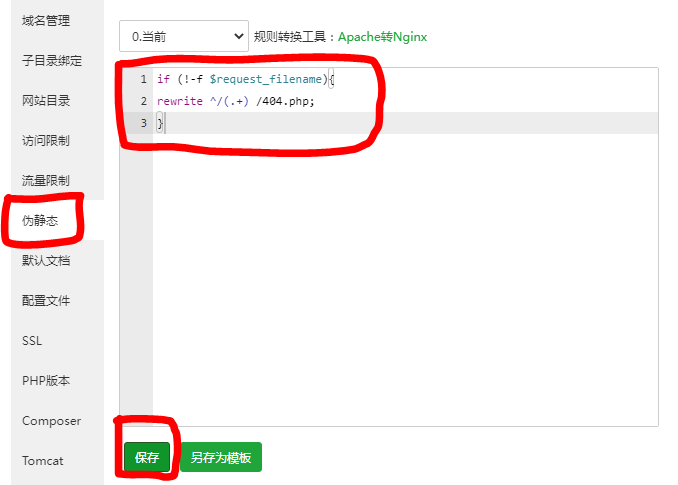 域名管理
子目录绑定
网站目录
访问限制
流量限制
伪静态
默认文档
配置文件
SSL
PHP版本
Composer
Tomcat
0.当前 规则转换工具：Apache转Nginx
1 if (!-f $request_filename){
2 rewrite ^/(.+) /404.php;
3 }
保存 另存为模板